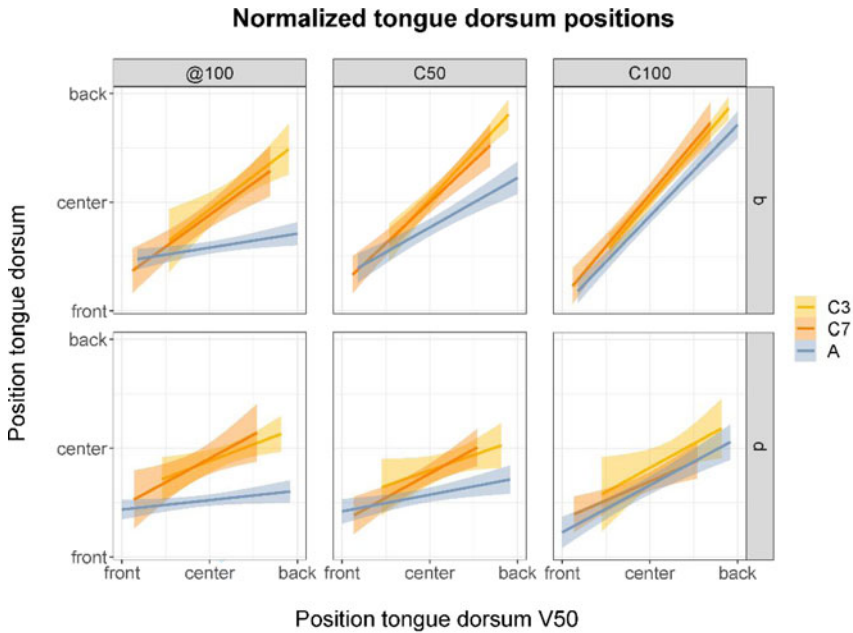 Normalized tongue dorsum positions
@100 C50 C100
back
center
front
b
back
center
front
d
front center back front center back front center back
Position tongue dorsum
Position tongue dorsum V50
C3
C7
A